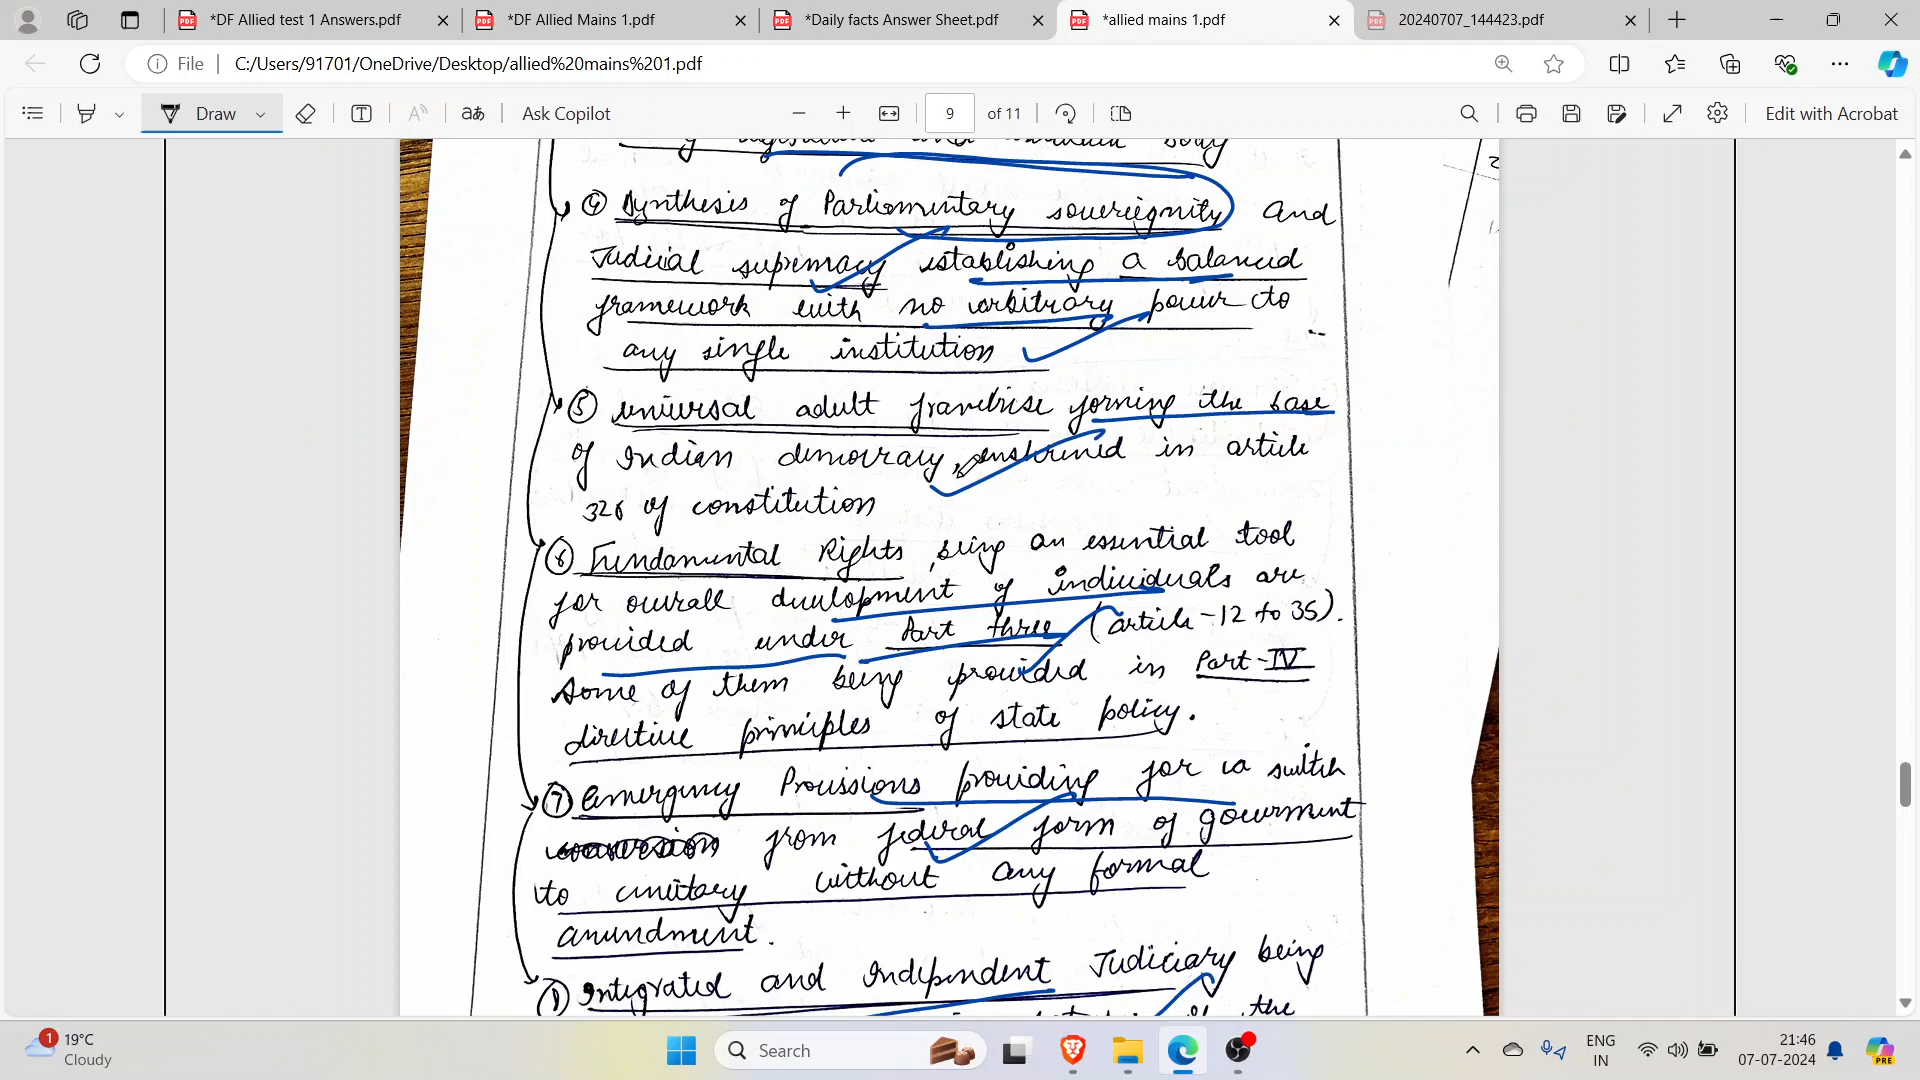 *DF Allied test 1 Answers.pdf
*DF Allied Mains 1.pdf
*Daily facts Answer Sheet.pdf
*allied mains 1.pdf
20240707_144423.pdf
File C:/Users/91701/OneDrive/Desktop/allied%20mains%201.pdf
Draw
Ask Copilot
9 of 11
Edit with Acrobat
body
④ Synthesis of Parliamentary sovereignity and
Judicial supremacy establishing a balanced
framework with no arbitrary power to
any single institution
⑤ universal adult franchise forming the base
of Indian democracy, enshrined in article
326 of constitution
⑥ Fundamental Rights, being an essential tool
for overall development of individuals are
provided under Part three (article - 12 to 35).
Some of them being provided in Part-IV
directive principles of state policy.
⑦ emergency Provisions providing for a switch
from federal form of government
to unitary without any formal
amendment.
⑧ Integrated and Independent Judiciary being
the
1
19°C
Cloudy
Search
ENG
IN
21:46
07-07-2024
PRE